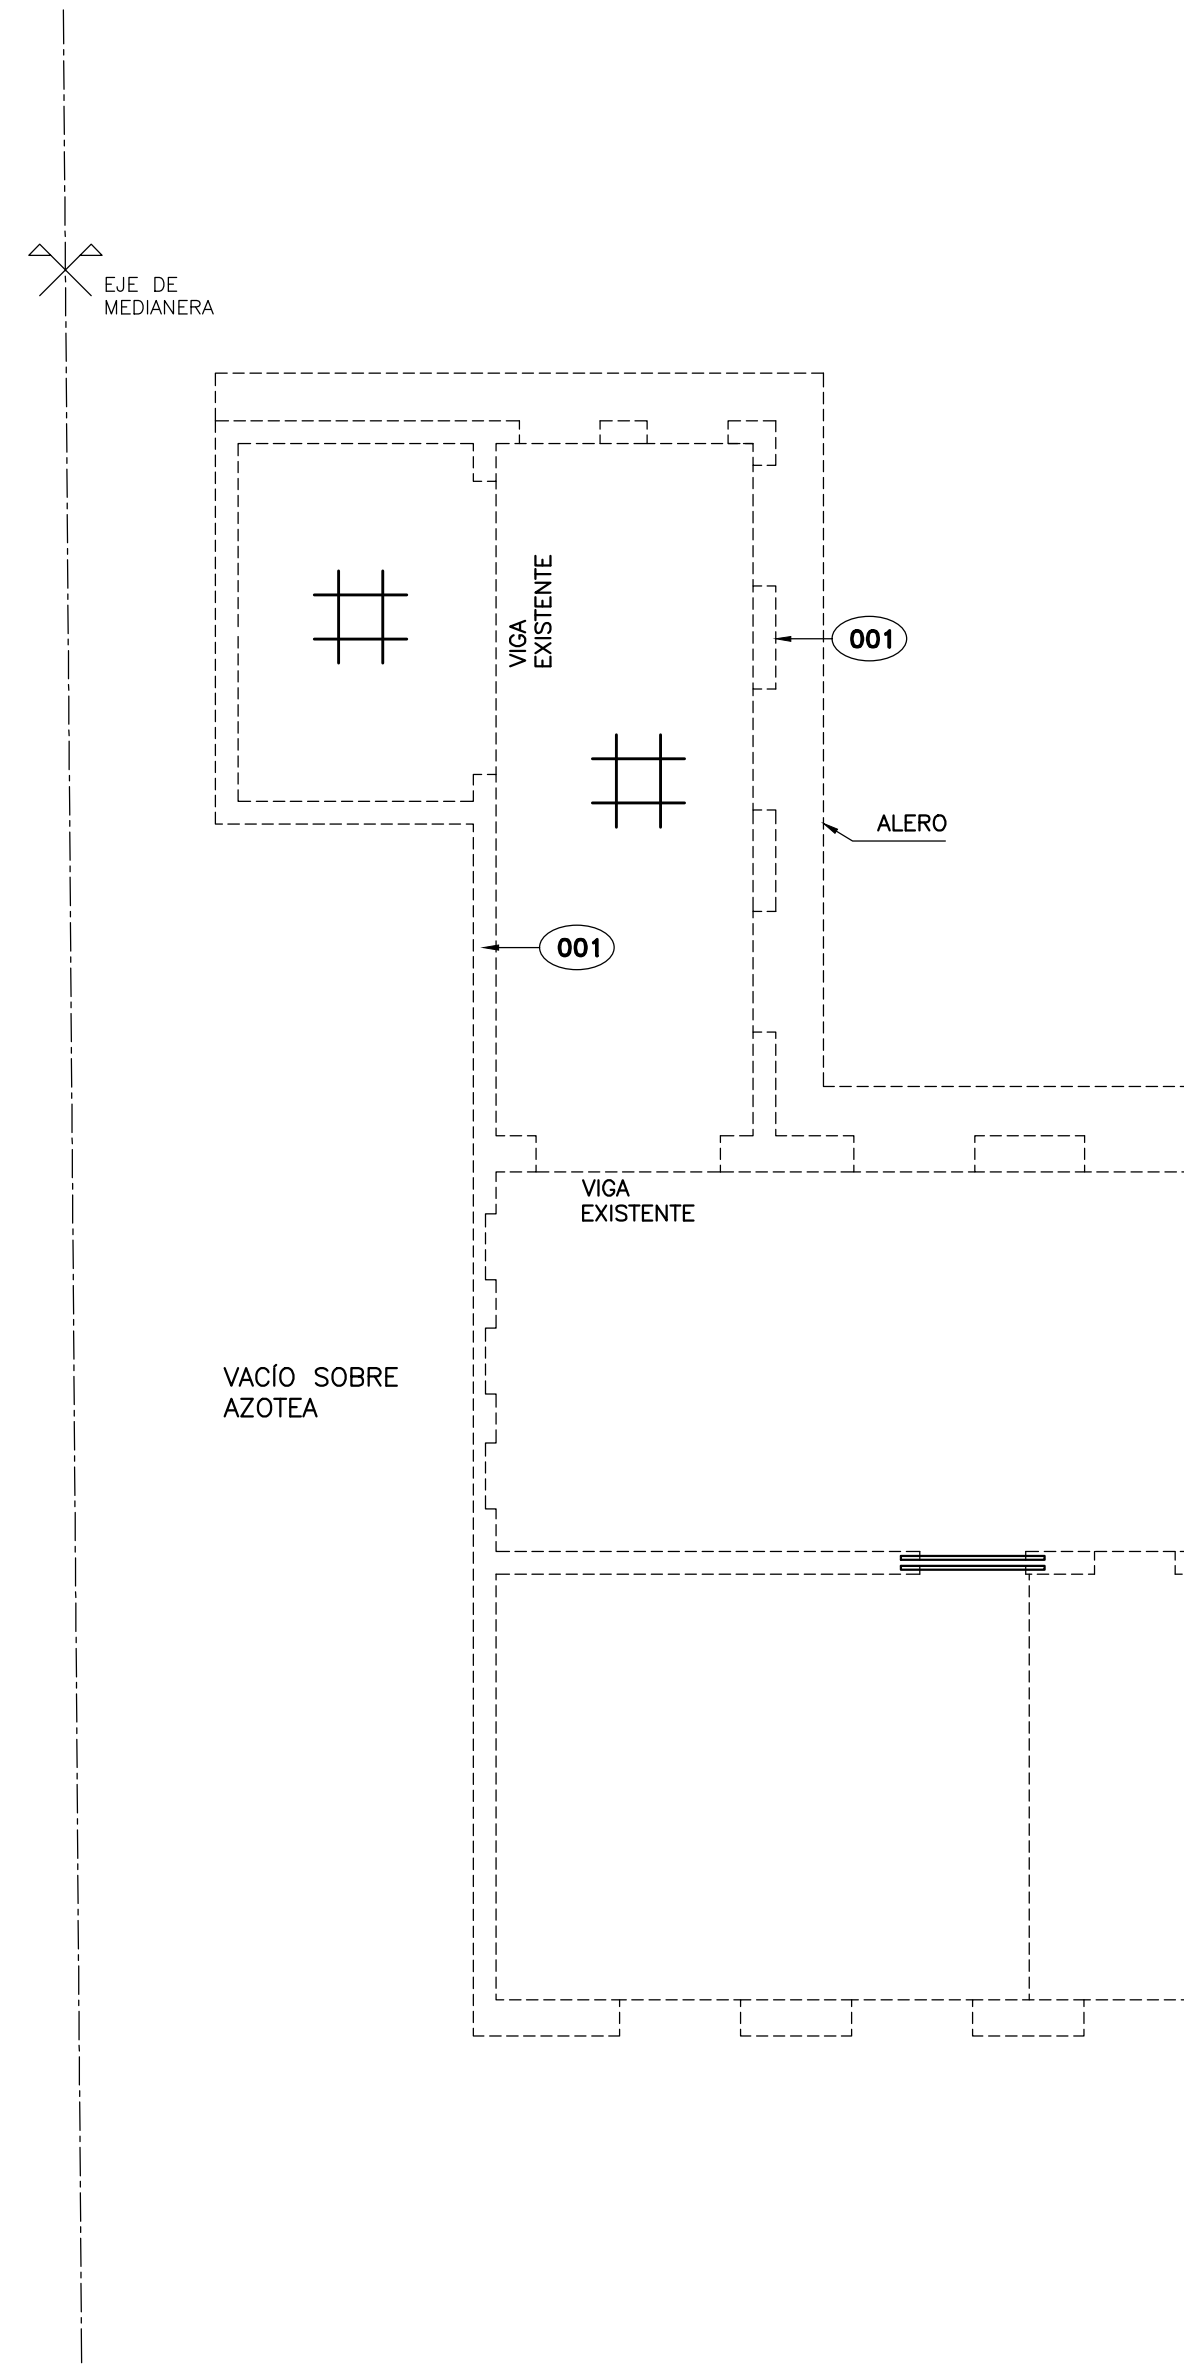 EJE DE
MEDIANERA
VIGA
EXISTENTE
001
ALERO
001
VIGA
EXISTENTE
VACÍO SOBRE
AZOTEA